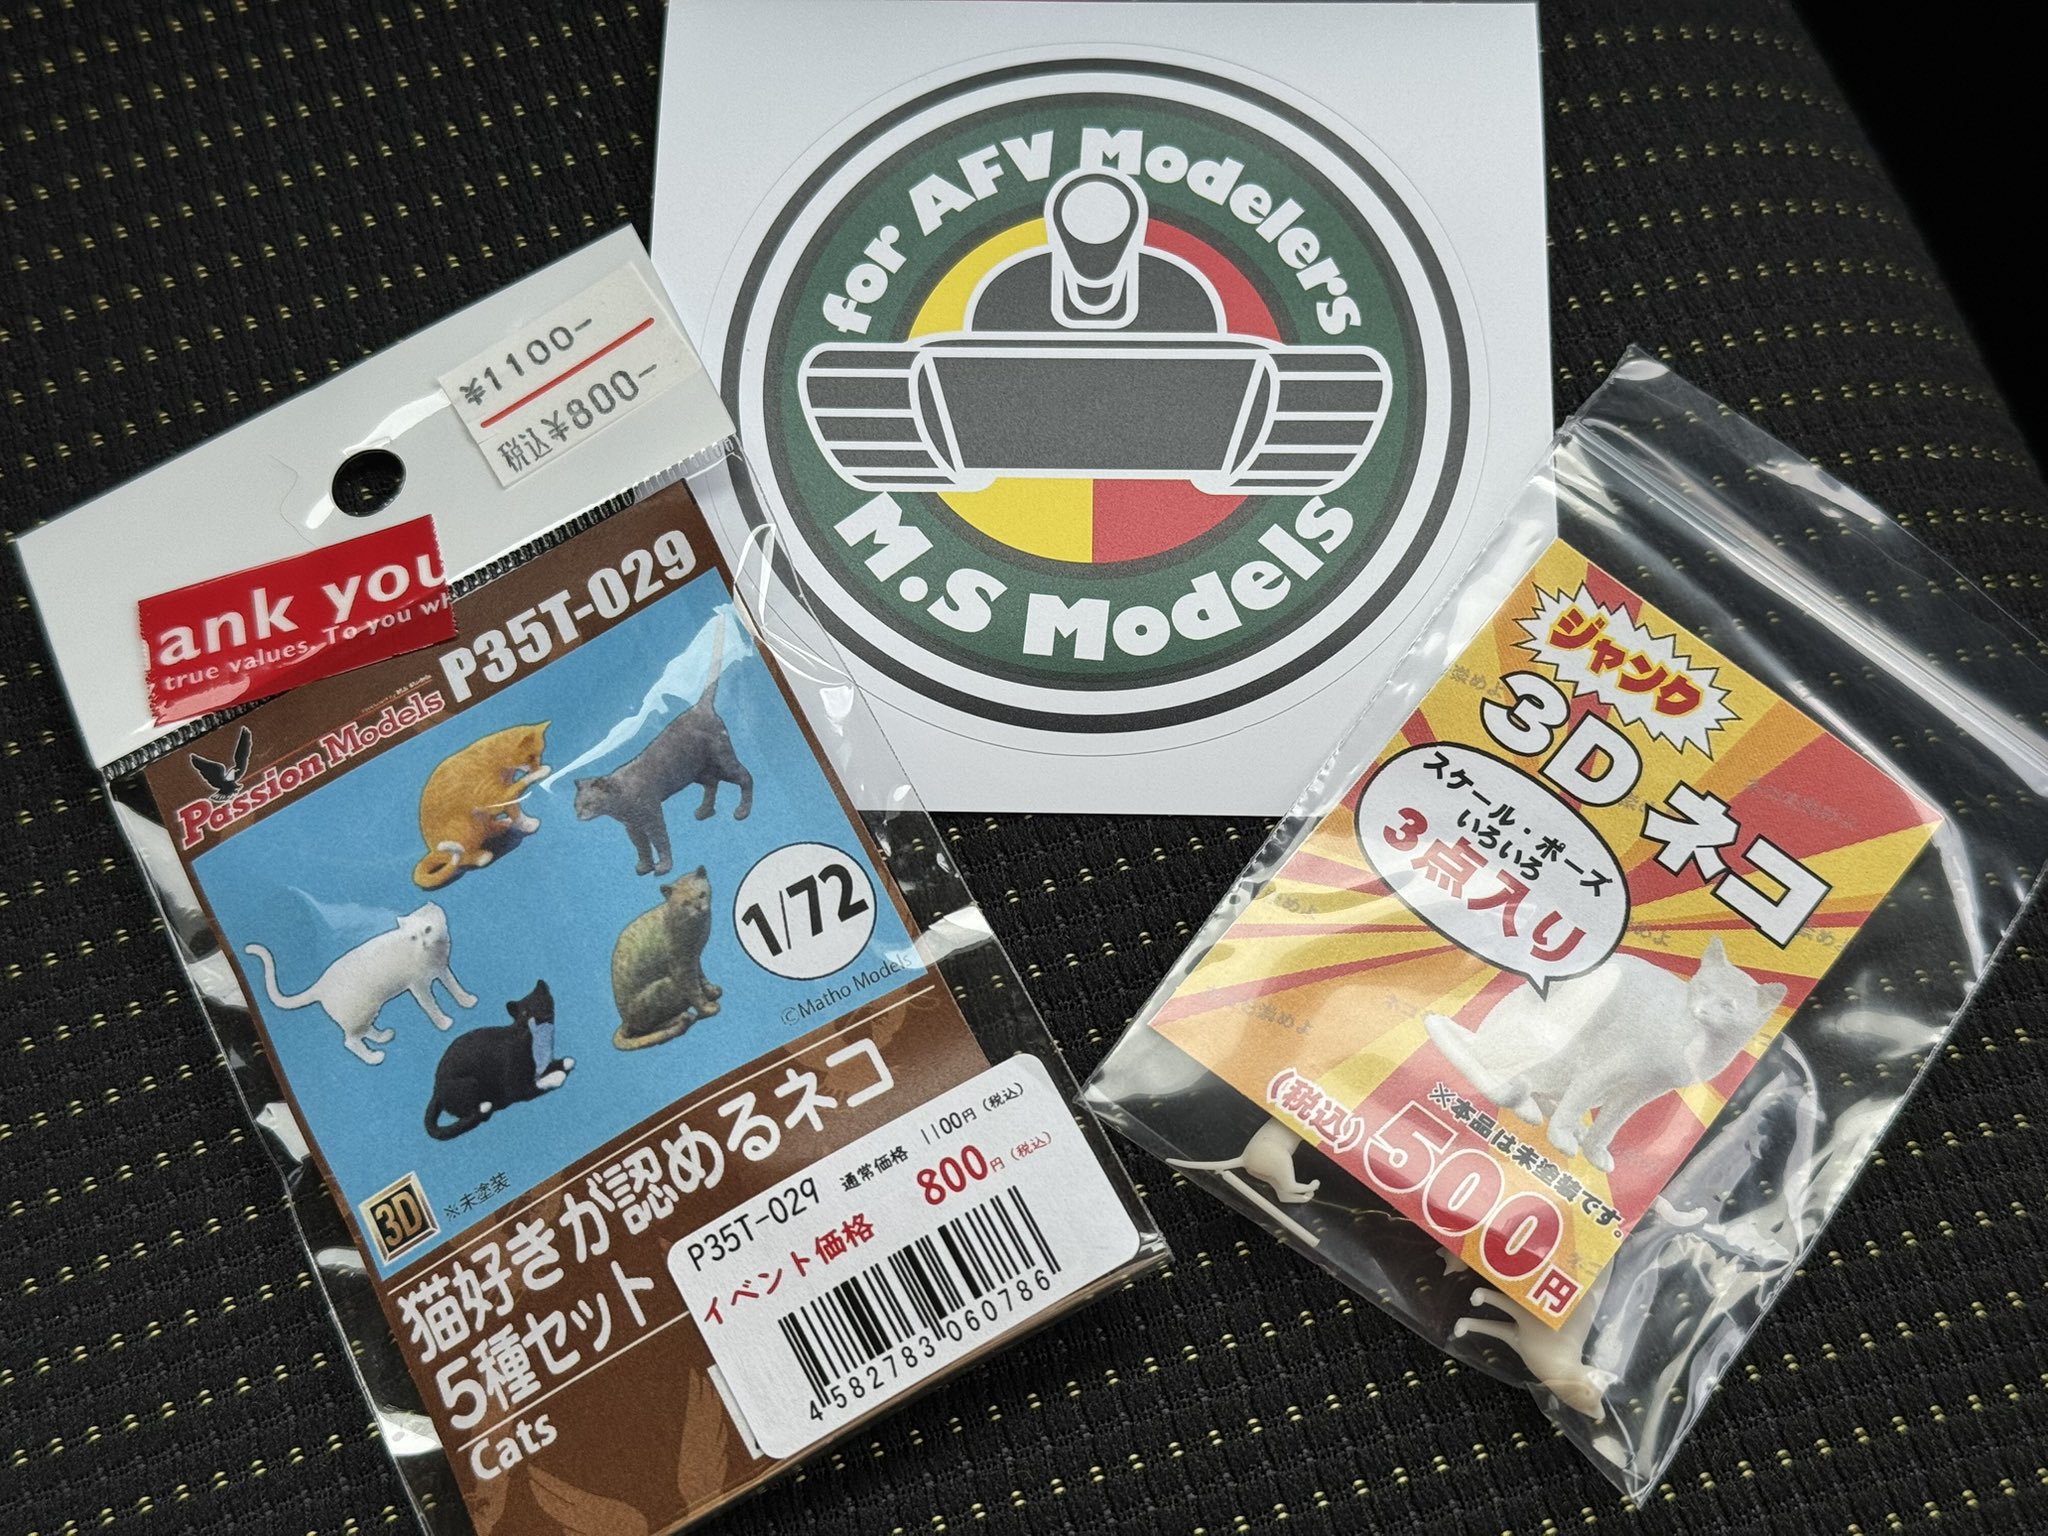 ¥1100-
税込¥800-
ank you
true values. To you wh
P35T-029
Passion Models
1/72
©Matho Models
3D
※未塗装
猫好きが認めるネコ
5種セット
Cats
P35T-029
通常価格 1100円(税込)
イベント価格 800円(税込)
4582783060786
for AFV Modelers
M.S Models
ジャンク
3D ネコ
スケール・ポーズ
いろいろ
3点入り
※本品は未塗装です。
(税込)500円